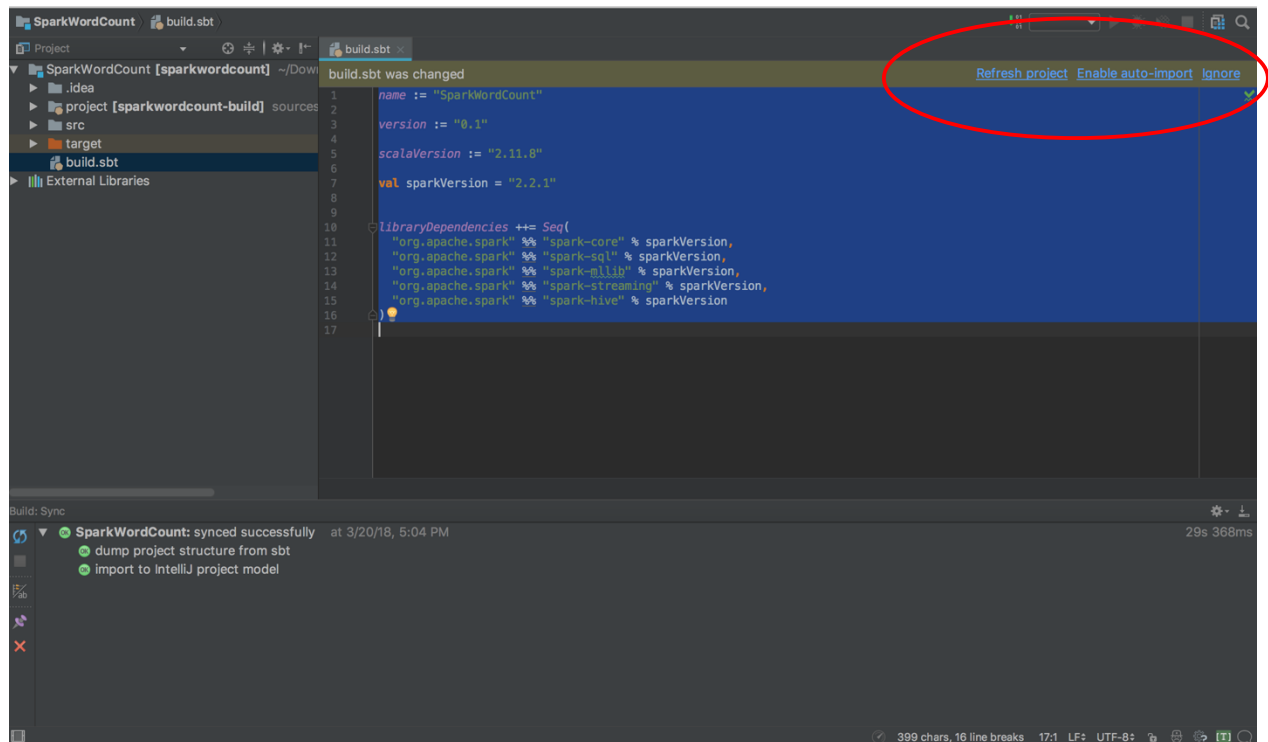 SparkWordCount build.sbt
Project
build.sbt
SparkWordCount [sparkwordcount] ~/Dow
.idea
project [sparkwordcount-build] sources
src
target
build.sbt
External Libraries
build.sbt was changed
Refresh project Enable auto-import Ignore
1 name := "SparkWordCount"
2
3 version := "0.1"
4
5 scalaVersion := "2.11.8"
6
7 val sparkVersion = "2.2.1"
8
9
10 libraryDependencies ++= Seq(
11 "org.apache.spark" %% "spark-core" % sparkVersion,
12 "org.apache.spark" %% "spark-sql" % sparkVersion,
13 "org.apache.spark" %% "spark-mllib" % sparkVersion,
14 "org.apache.spark" %% "spark-streaming" % sparkVersion,
15 "org.apache.spark" %% "spark-hive" % sparkVersion
16 )
17
Build: Sync
SparkWordCount: synced successfully at 3/20/18, 5:04 PM 29s 368ms
OK dump project structure from sbt
OK import to IntelliJ project model
399 chars, 16 line breaks 17:1 LF÷ UTF-8÷ [T]